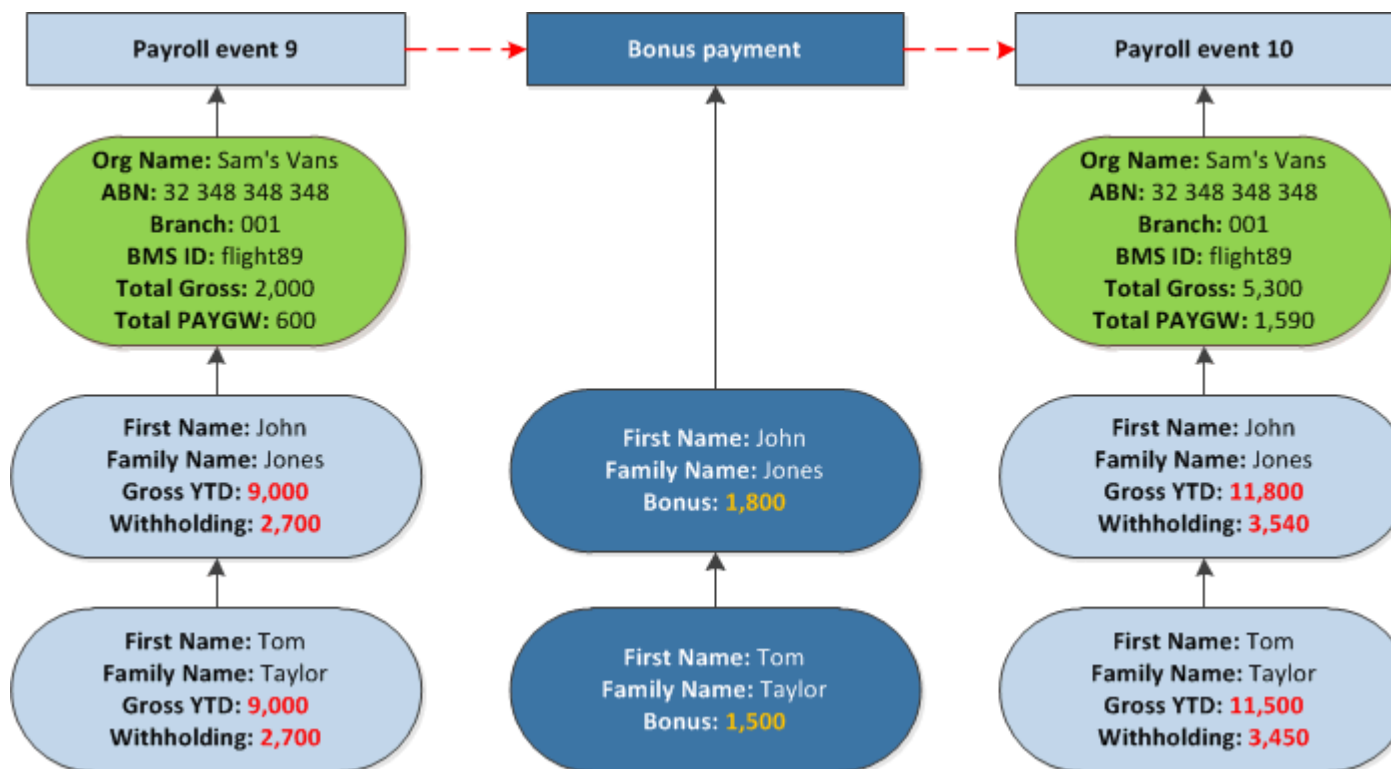 Payroll event 9
Bonus payment
Payroll event 10
Org Name: Sam's Vans
ABN: 32 348 348 348
Branch: 001
BMS ID: flight89
Total Gross: 2,000
Total PAYGW: 600
Org Name: Sam's Vans
ABN: 32 348 348 348
Branch: 001
BMS ID: flight89
Total Gross: 5,300
Total PAYGW: 1,590
First Name: John
Family Name: Jones
Gross YTD: 9,000
Withholding: 2,700
First Name: John
Family Name: Jones
Bonus: 1,800
First Name: John
Family Name: Jones
Gross YTD: 11,800
Withholding: 3,540
First Name: Tom
Family Name: Taylor
Gross YTD: 9,000
Withholding: 2,700
First Name: Tom
Family Name: Taylor
Bonus: 1,500
First Name: Tom
Family Name: Taylor
Gross YTD: 11,500
Withholding: 3,450